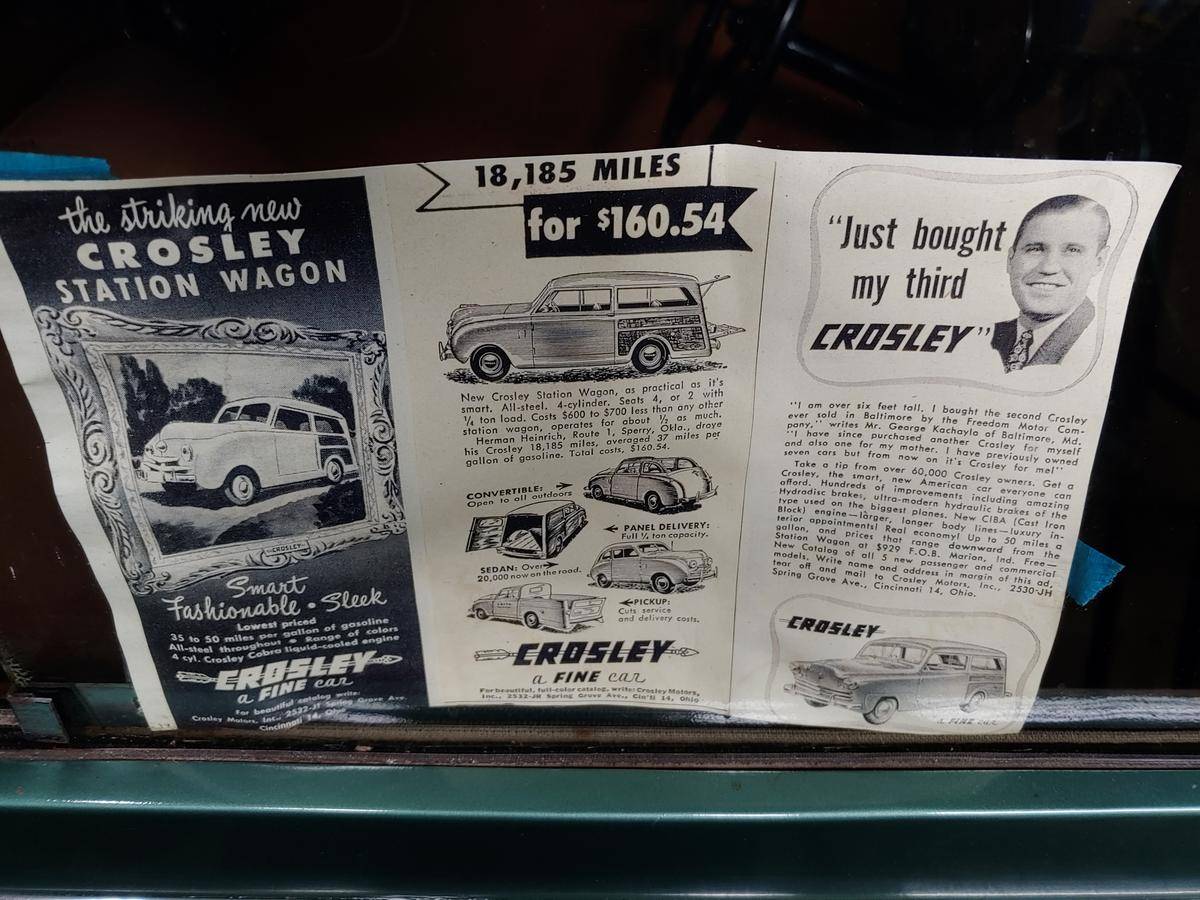 the striking new
CROSLEY
STATION WAGON
CROSLEY
Smart
Fashionable • Sleek
Lowest priced
35 to 50 miles per gallon of gasoline
All-steel throughout • Range of colors
4 cyl. Crosley Cobra liquid-cooled engine
CROSLEY
a FINE car
For beautiful catalog write:
Crosley Motors, Inc., 2532-JT Spring Grove Ave.
Cincinnati 14, Ohio
18,185 MILES
for $160.54
New Crosley Station Wagon, as practical as it's
smart. All-steel. 4-cylinder. Seats 4, or 2 with
¼ ton load. Costs $600 to $700 less than any other
station wagon, operates for about ½ as much.
Herman Heinrich, Route 1, Sperry, Okla., drove
his Crosley 18,185 miles, averaged 37 miles per
gallon of gasoline. Total costs, $160.54.
CONVERTIBLE:
Open to all outdoors
PANEL DELIVERY:
Full ¼ ton capacity.
SEDAN: Over
20,000 now on the road.
PICKUP:
Cuts service
and delivery costs.
CROSLEY
a FINE car
For beautiful, full-color catalog, write: Crosley Motors,
Inc., 2532-JH Spring Grove Ave., Cin'ti 14, Ohio
"Just bought
my third
CROSLEY"
"I am over six feet tall. I bought the second Crosley
ever sold in Baltimore by the Freedom Motor Com-
pany," writes Mr. George Kachayla of Baltimore, Md.
"I have since purchased another Crosley for myself
and also one for my mother. I have previously owned
seven cars but from now on it's Crosley for me!"
Take a tip from over 60,000 Crosley owners. Get a
Crosley, the smart, new American car everyone can
afford. Hundreds of improvements including amazing
Hydradisc brakes, ultra-modern hydraulic brakes of the
type used on the biggest planes. New CIBA (Cast Iron
Block) engine—larger, longer body lines—luxury in-
terior appointments! Real economy! Up to 50 miles a
gallon, and prices that range downward from the
Station Wagon at $929 F.O.B. Marion, Ind. Free—
New Catalog of all 5 new passenger and commercial
models. Write name and address in margin of this ad,
tear off and mail to Crosley Motors, Inc., 2530-JH
Spring Grove Ave., Cincinnati 14, Ohio.
CROSLEY
a FINE car